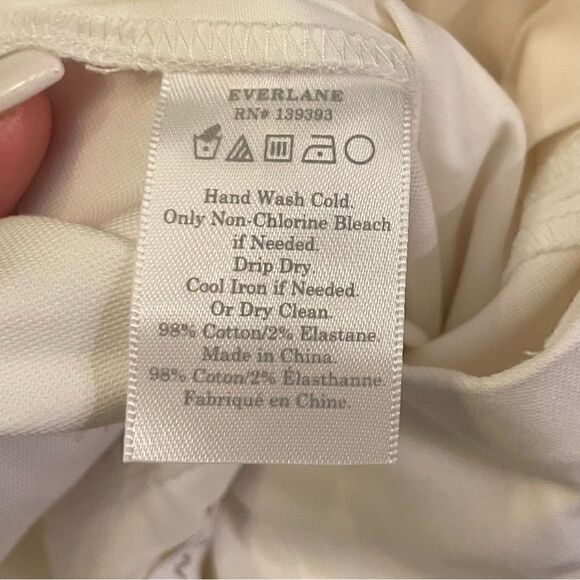 EVERLANE
RN# 139393
Hand Wash Cold.
Only Non-Chlorine Bleach
if Needed.
Drip Dry.
Cool Iron if Needed.
Or Dry Clean.
98% Cotton/2% Elastane.
Made in China.
98% Coton/2% Élasthanne.
Fabriqué en Chine.